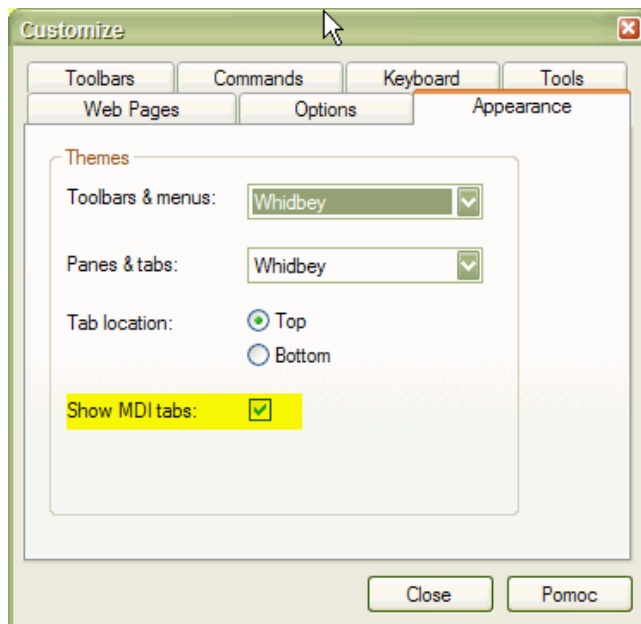 Customize
Toolbars Commands Keyboard Tools
Web Pages Options Appearance
Themes
Toolbars & menus: Whidbey
Panes & tabs: Whidbey
Tab location: Top
Bottom
Show MDI tabs:
Close Pomoc